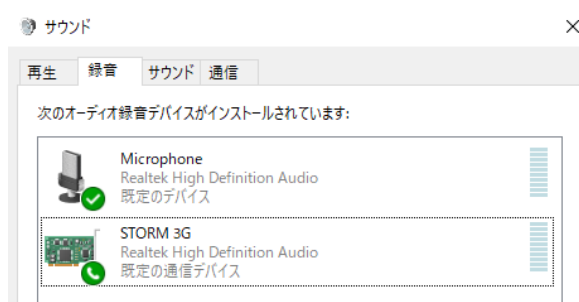 サウンド
再生 録音 サウンド 通信
次のオーディオ録音デバイスがインストールされています:
Microphone
Realtek High Definition Audio
既定のデバイス
STORM 3G
Realtek High Definition Audio
既定の通信デバイス